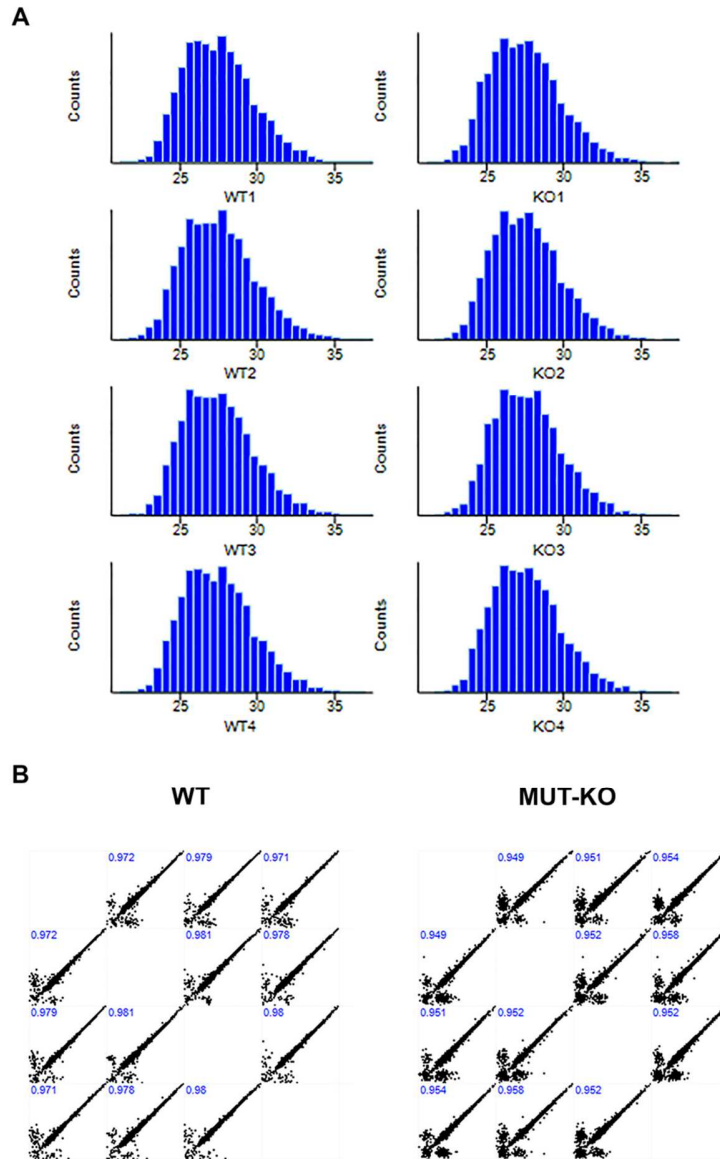 A
Counts Counts
25 30 35 25 30 35
WT1 KO1
Counts Counts
25 30 35 25 30 35
WT2 KO2
Counts Counts
25 30 35 25 30 35
WT3 KO3
Counts Counts
25 30 35 25 30 35
WT4 KO4
B
WT MUT-KO
0.972 0.979 0.971 0.949 0.951 0.954
0.972 0.981 0.978 0.949 0.952 0.958
0.979 0.981 0.98 0.951 0.952 0.952
0.971 0.978 0.98 0.954 0.958 0.952